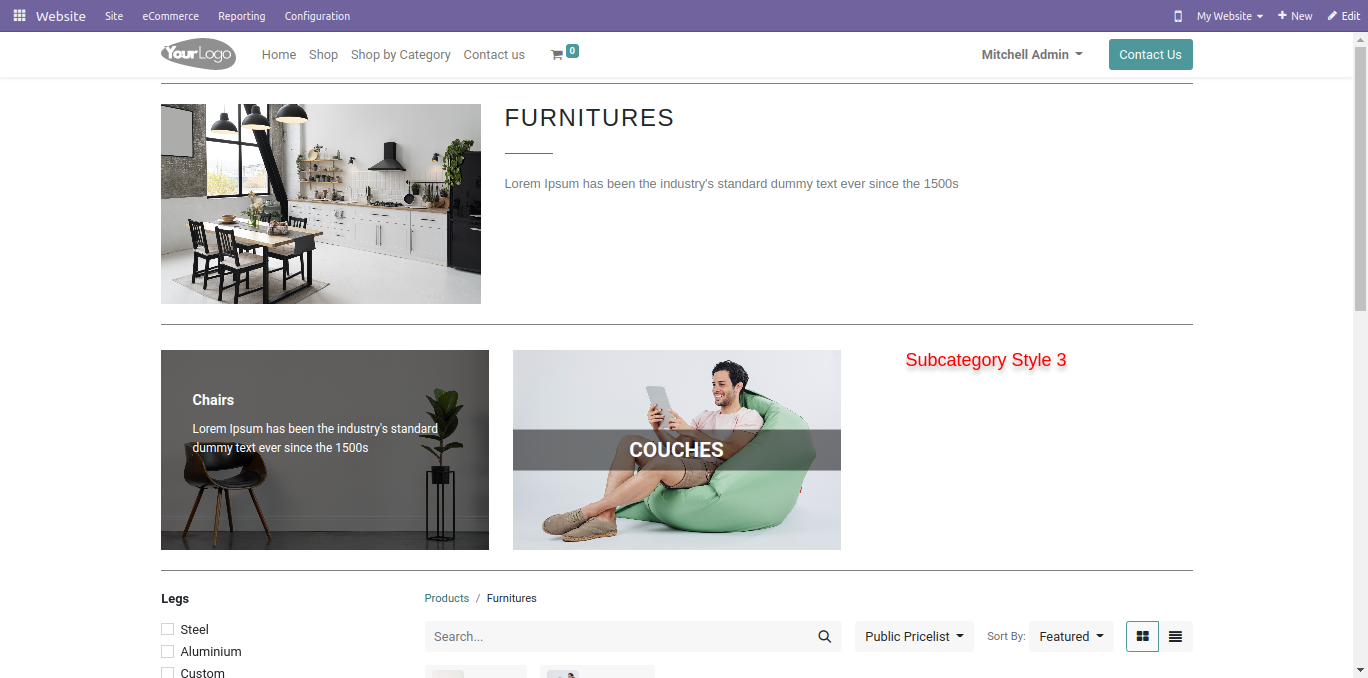 Website Site eCommerce Reporting Configuration My Website New Edit
YourLogo Home Shop Shop by Category Contact us 0 Mitchell Admin Contact Us
FURNITURES
Lorem Ipsum has been the industry's standard dummy text ever since the 1500s
Chairs
Lorem Ipsum has been the industry's standard
dummy text ever since the 1500s
COUCHES
Subcategory Style 3
Legs
Steel
Aluminium
Custom
Products / Furnitures
Search... Public Pricelist Sort By: Featured